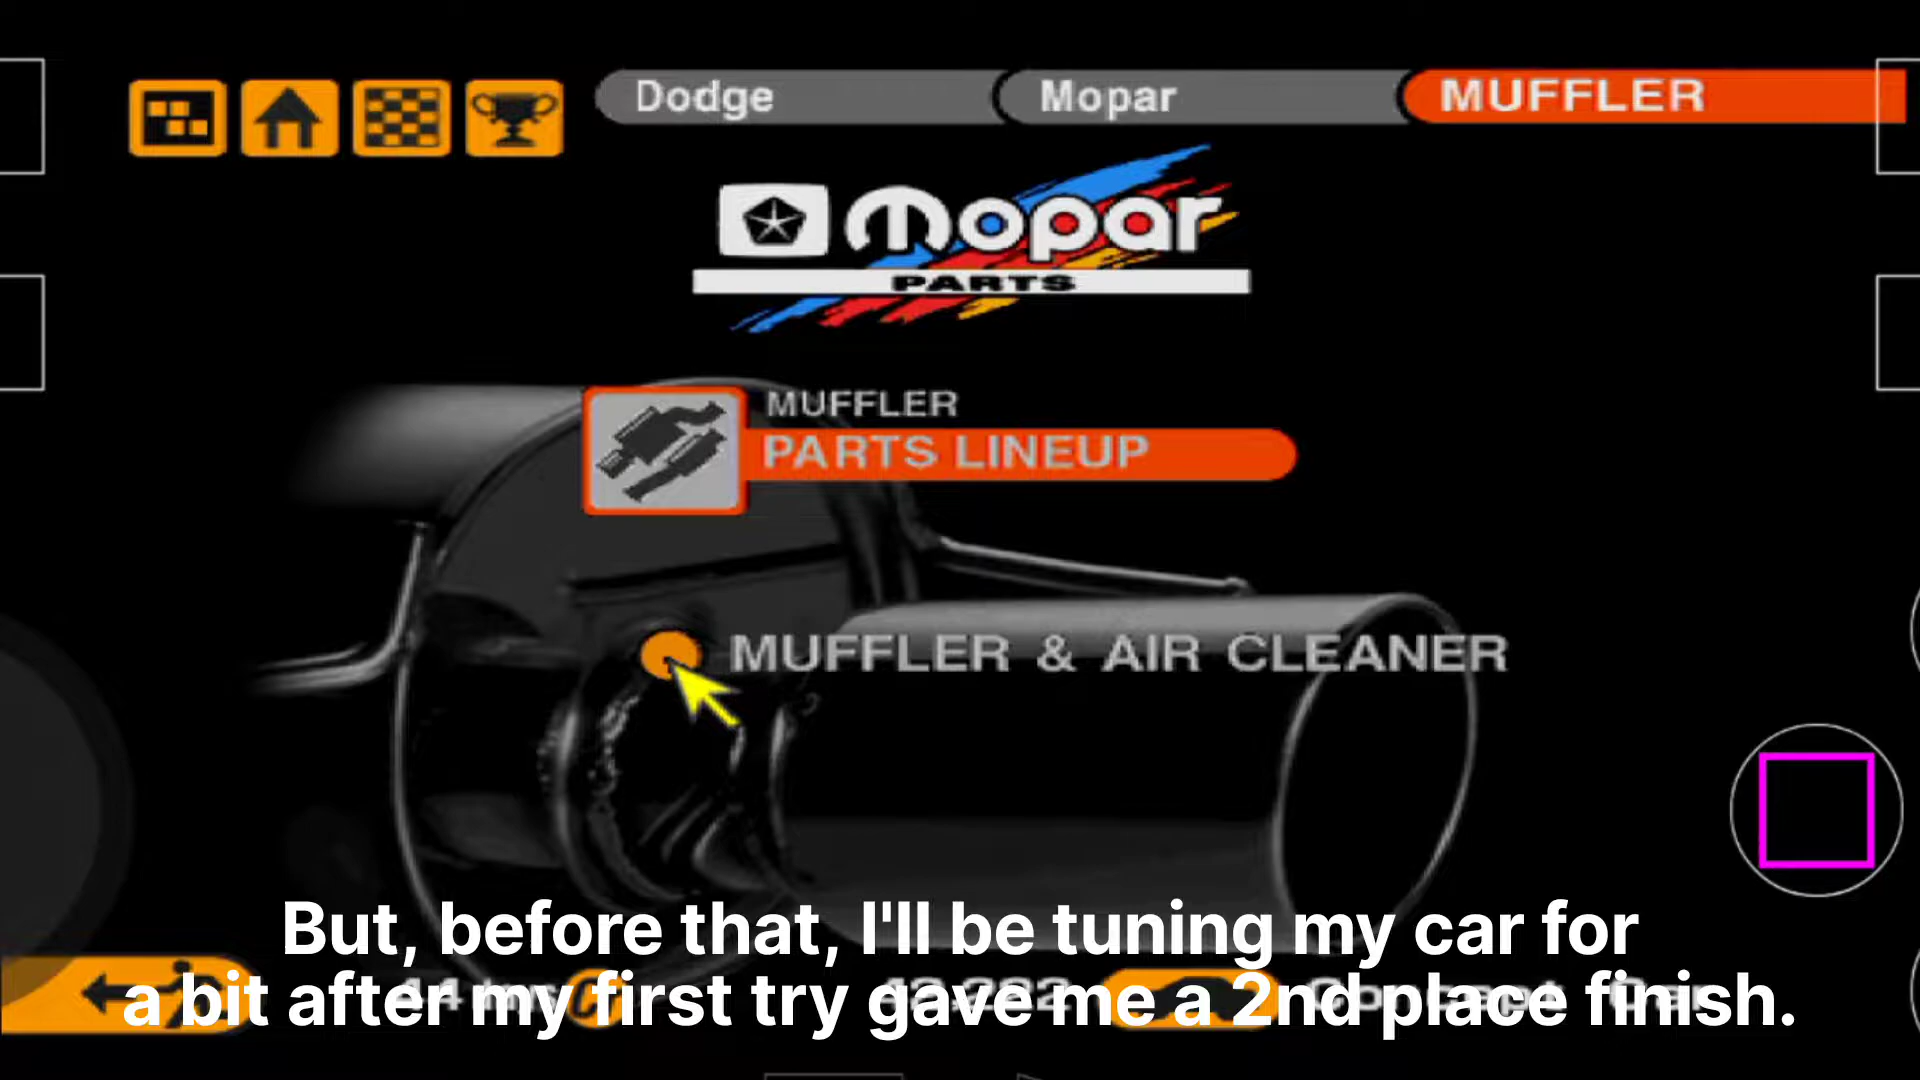 Dodge Mopar MUFFLER
mopar
PARTS
MUFFLER
PARTS LINEUP
MUFFLER & AIR CLEANER
But, before that, I'll be tuning my car for
a bit after my first try gave me a 2nd place finish.